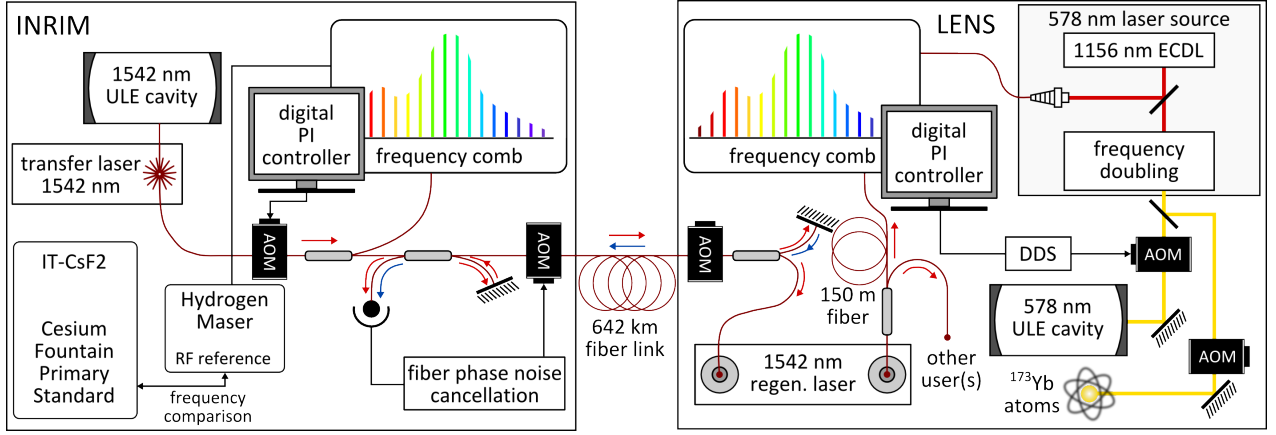 INRIM
1542 nm
ULE cavity
transfer laser
1542 nm
digital
PI
controller
frequency comb
AOM
IT-CsF2
Cesium
Fountain
Primary
Standard
Hydrogen
Maser
RF reference
frequency
comparison
AOM
fiber phase noise
cancellation
642 km
fiber link
LENS
frequency comb
digital
PI
controller
578 nm laser source
1156 nm ECDL
frequency
doubling
AOM
150 m
fiber
1542 nm
regen. laser
other
user(s)
DDS
AOM
578 nm
ULE cavity
AOM
¹⁷³Yb
atoms